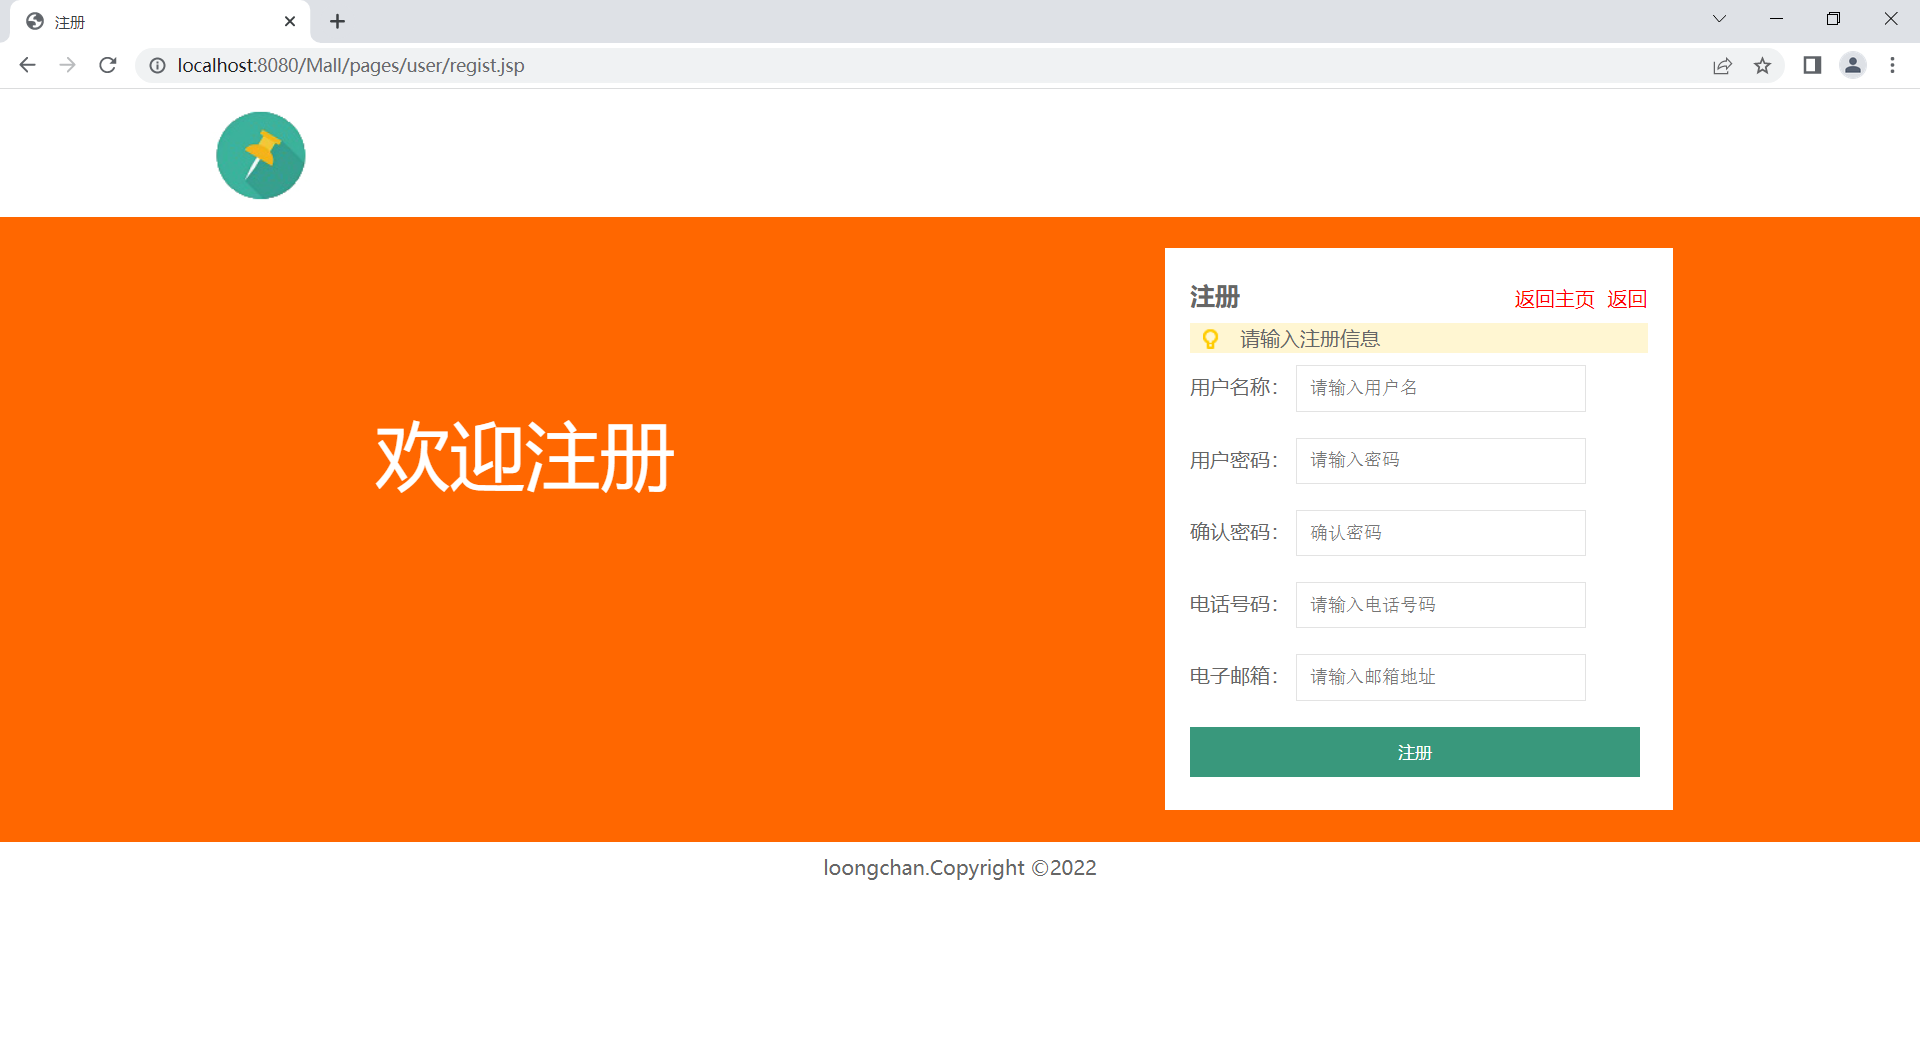 注册
localhost:8080/Mall/pages/user/regist.jsp
欢迎注册
注册 返回主页 返回
请输入注册信息
用户名称： 请输入用户名
用户密码： 请输入密码
确认密码： 确认密码
电话号码： 请输入电话号码
电子邮箱： 请输入邮箱地址
注册
loongchan.Copyright ©2022